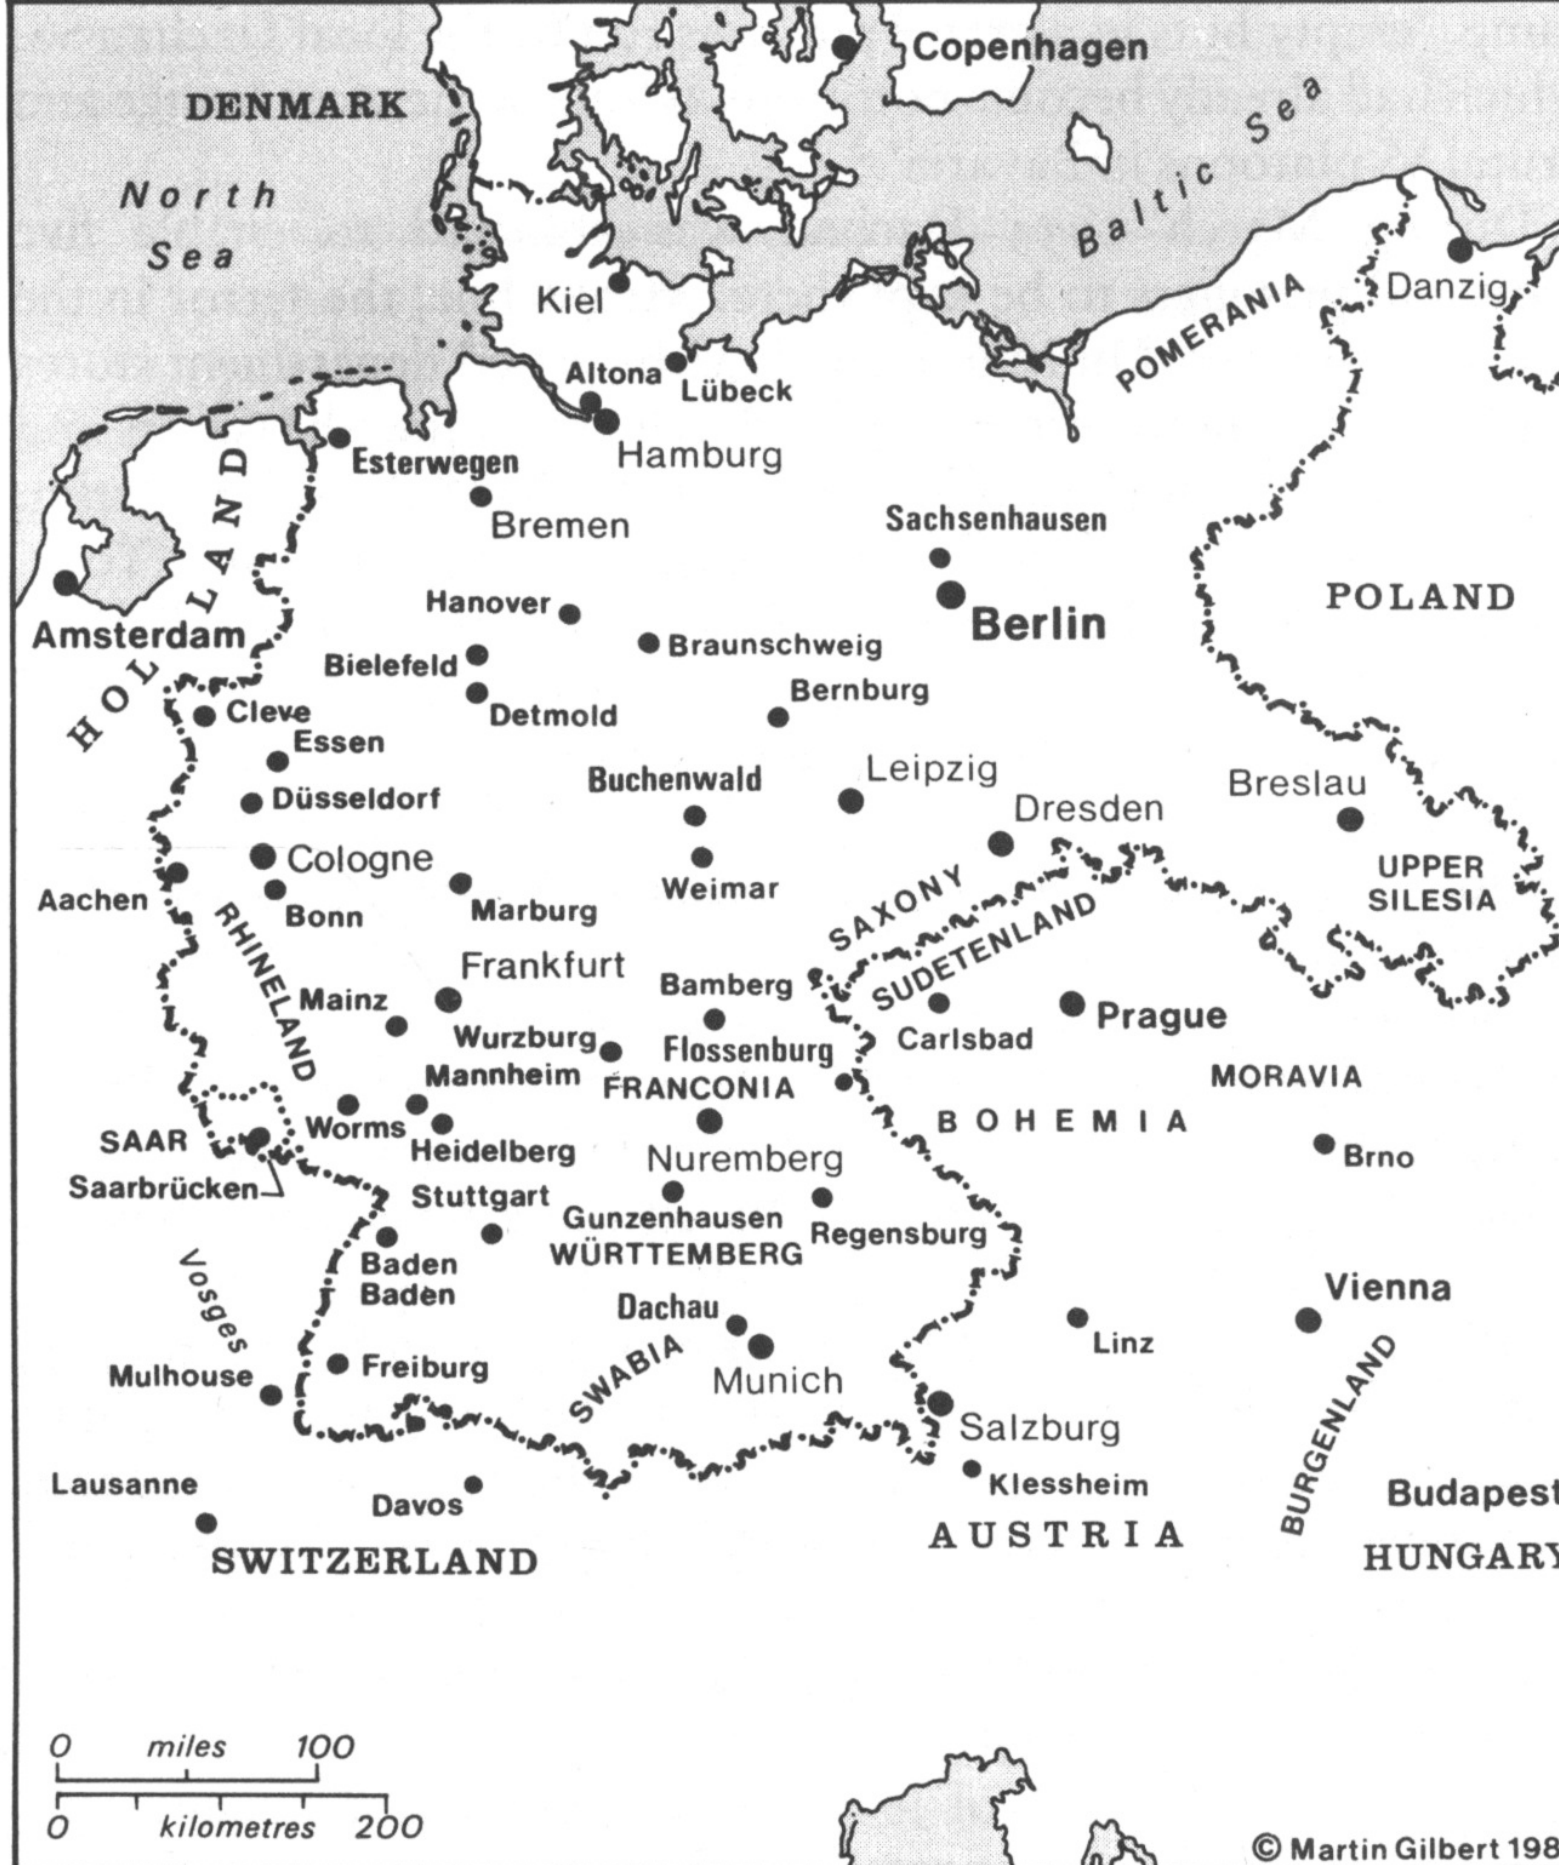 Copenhagen
DENMARK
North
Sea
Baltic Sea
Kiel
Danzig
POMERANIA
Altona
Lübeck
Hamburg
Esterwegen
HOLLAND
Bremen
Sachsenhausen
Hanover
POLAND
Berlin
Amsterdam
Braunschweig
Bielefeld
Bernburg
Detmold
Cleve
Essen
Leipzig
Buchenwald
Breslau
Düsseldorf
Dresden
Cologne
UPPER
SILESIA
Aachen
Weimar
Bonn
Marburg
SAXONY
RHINELAND
SUDETENLAND
Frankfurt
Bamberg
Mainz
Prague
Wurzburg
Flossenburg
Carlsbad
Mannheim
FRANCONIA
MORAVIA
BOHEMIA
Worms
SAAR
Heidelberg
Nuremberg
Brno
Saarbrücken
Stuttgart
Gunzenhausen
Regensburg
WÜRTTEMBERG
Baden
Baden
Vosges
Vienna
Dachau
Linz
Mulhouse
Freiburg
SWABIA
Munich
BURGENLAND
Salzburg
Lausanne
Davos
Klessheim
Budapest
SWITZERLAND
AUSTRIA
HUNGARY
0 miles 100
0 kilometres 200
© Martin Gilbert 198